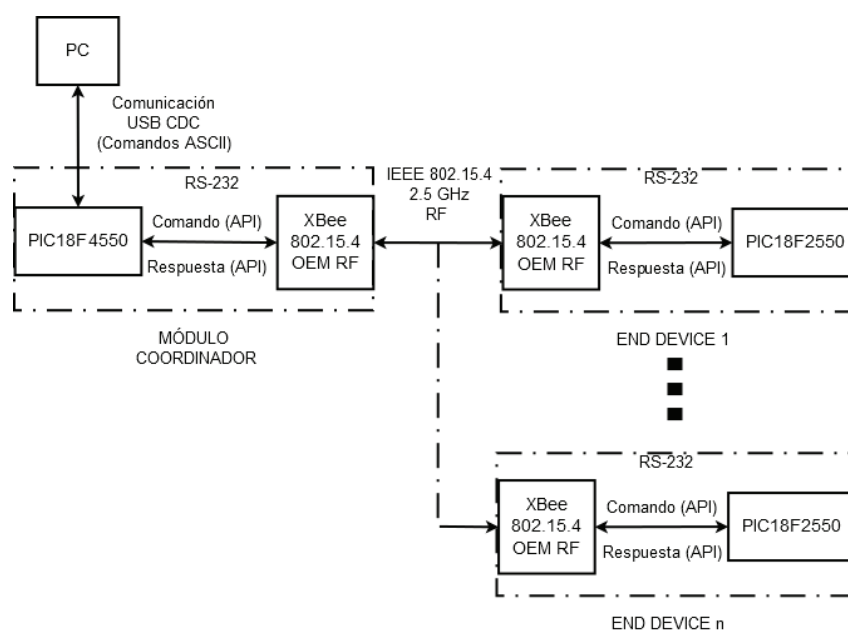 PC
Comunicación
USB CDC
(Comandos ASCII)
RS-232
PIC18F4550
Comando (API)
Respuesta (API)
XBee
802.15.4
OEM RF
MÓDULO
COORDINADOR
IEEE 802.15.4
2.5 GHz
RF
RS-232
XBee
802.15.4
OEM RF
Comando (API)
Respuesta (API)
PIC18F2550
END DEVICE 1
RS-232
XBee
802.15.4
OEM RF
Comando (API)
Respuesta (API)
PIC18F2550
END DEVICE n